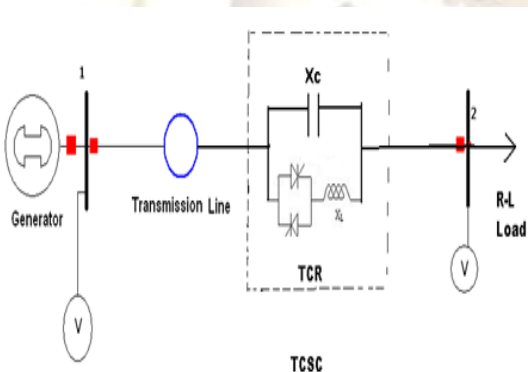 1
Xc
2
Generator
Transmission Line
XL
R-L
Load
TCR
V
V
TCSC